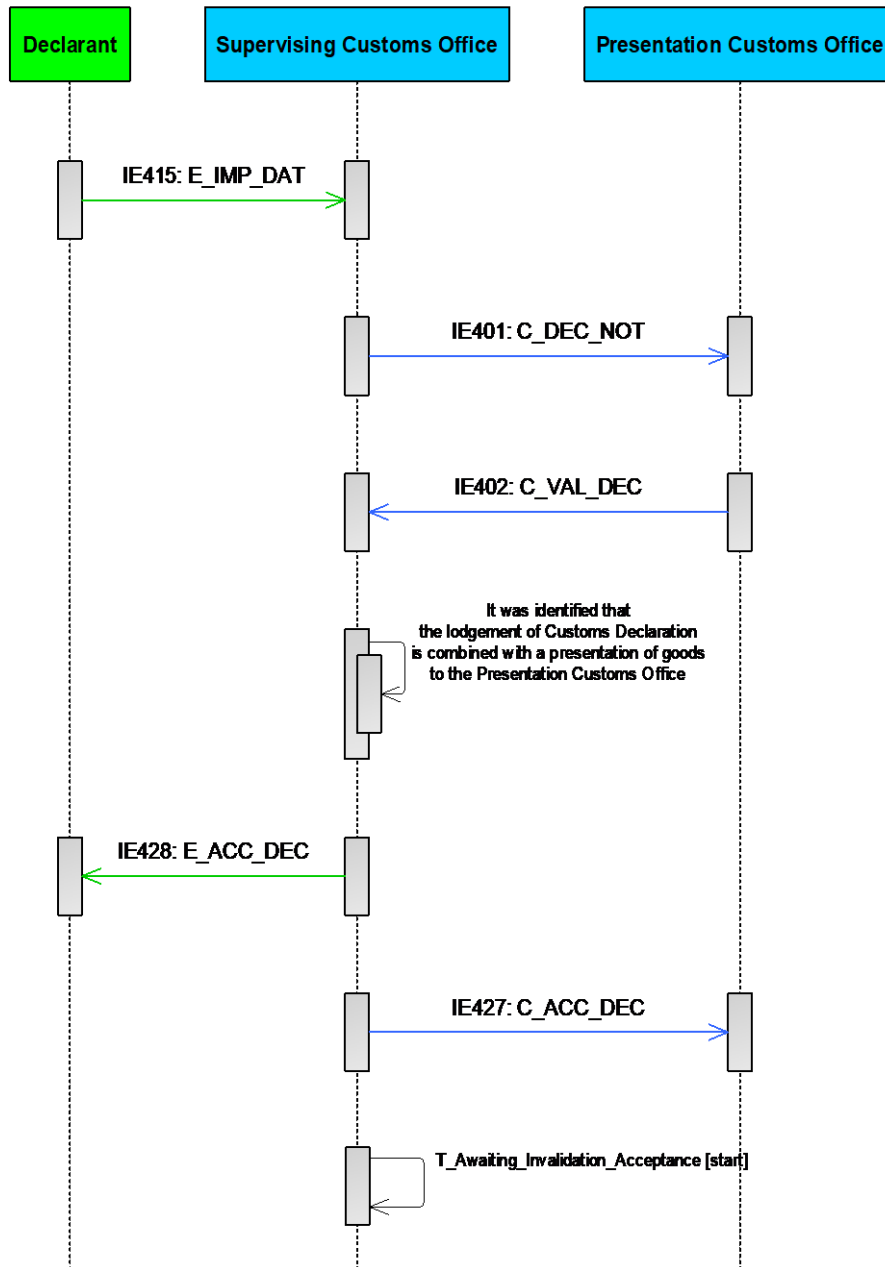 Declarant
Supervising Customs Office
Presentation Customs Office
IE415: E_IMP_DAT
IE401: C_DEC_NOT
IE402: C_VAL_DEC
It was identified that
the lodgement of Customs Declaration
is combined with a presentation of goods
to the Presentation Customs Office
IE428: E_ACC_DEC
IE427: C_ACC_DEC
T_Awaiting_Invalidation_Acceptance [start]